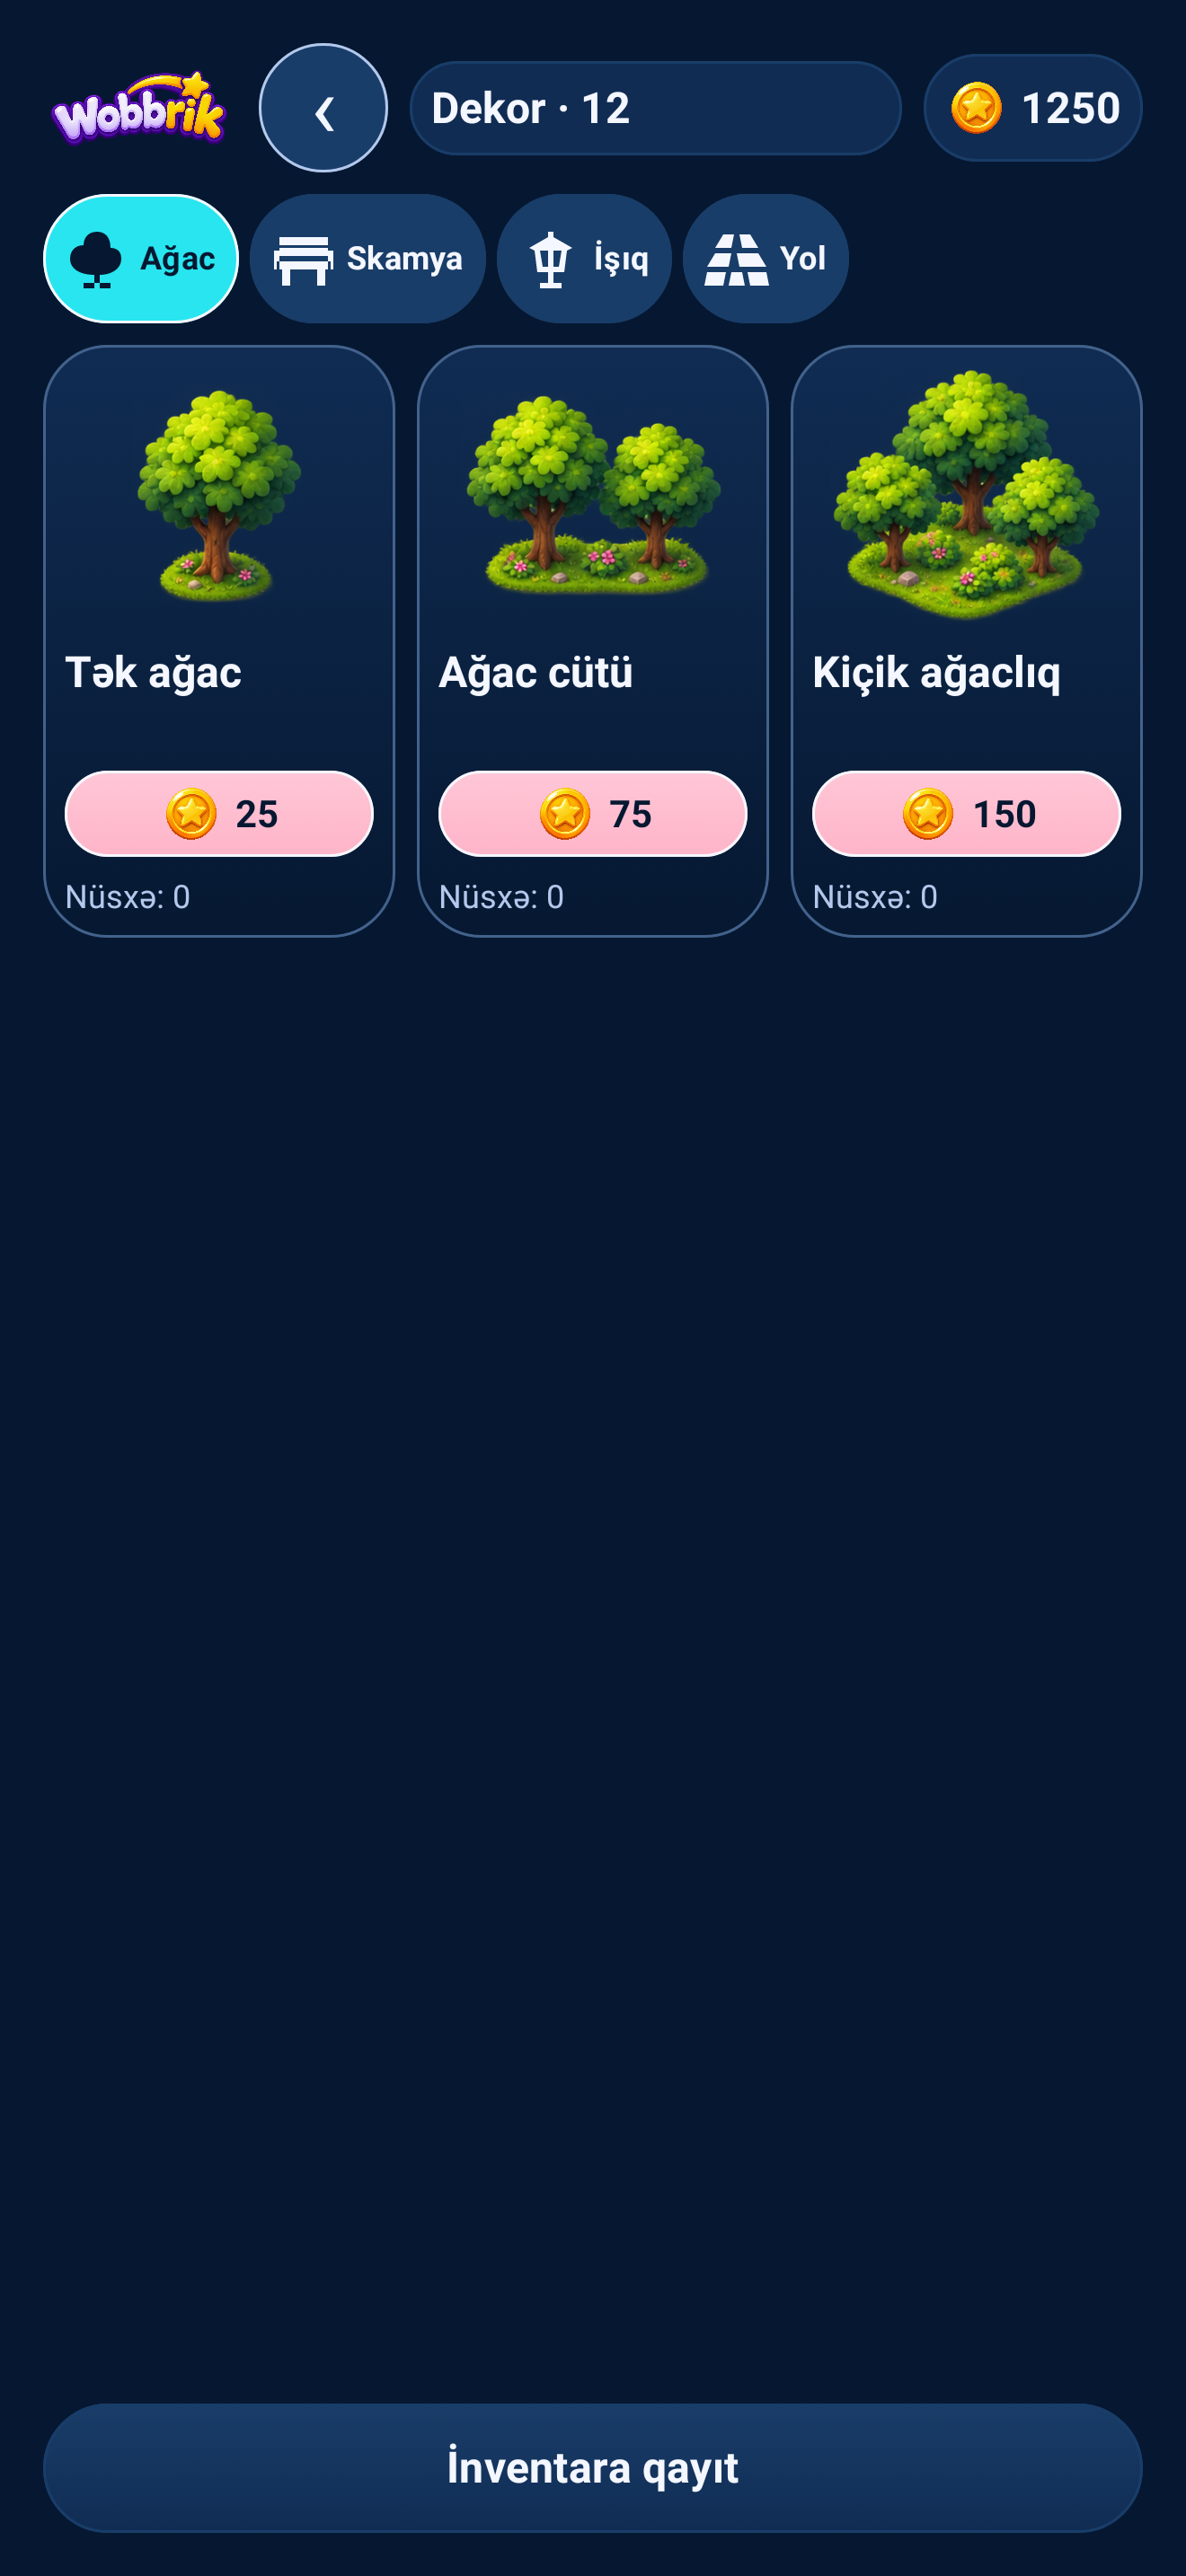 Wobbrik
‹
Dekor · 12
1250
Ağac
Skamya
İşıq
Yol
Tək ağac
Ağac cütü
Kiçik ağaclıq
25
75
150
Nüsxə: 0
Nüsxə: 0
Nüsxə: 0
İnventara qayıt